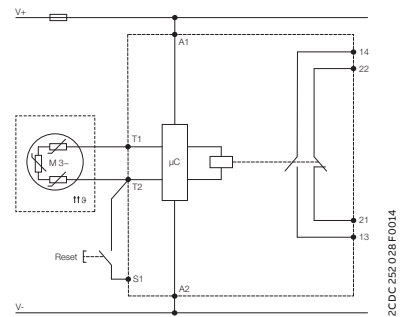 V+
A1
14
22
T1
M 3~
µC
T2
⭡⭡ϑ
21
13
Reset
S1
A2
V-
2CDC 252 028 F0014